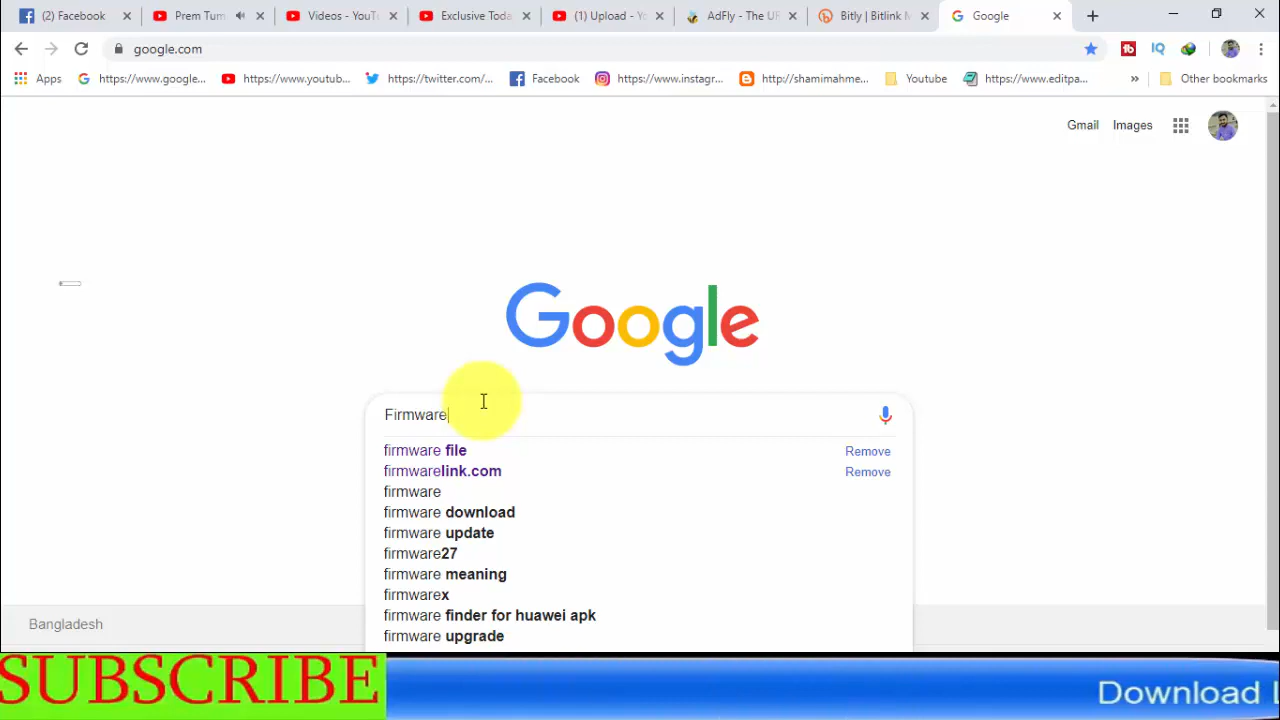 (2) Facebook
Prem Tum
Videos - YouTu
Exclusive Toda
(1) Upload - Yo
AdFly - The UR
Bitly | Bitlink M
Google
google.com
Apps
https://www.google...
https://www.youtub...
https://twitter.com/...
Facebook
https://www.instagr...
http://shamimahme...
Youtube
https://www.editpa...
»
Other bookmarks
Gmail
Images
Google
Firmware
firmware file
Remove
firmwarelink.com
Remove
firmware
firmware download
firmware update
firmware27
firmware meaning
firmwarex
firmware finder for huawei apk
firmware upgrade
Bangladesh
SUBSCRIBE
Download